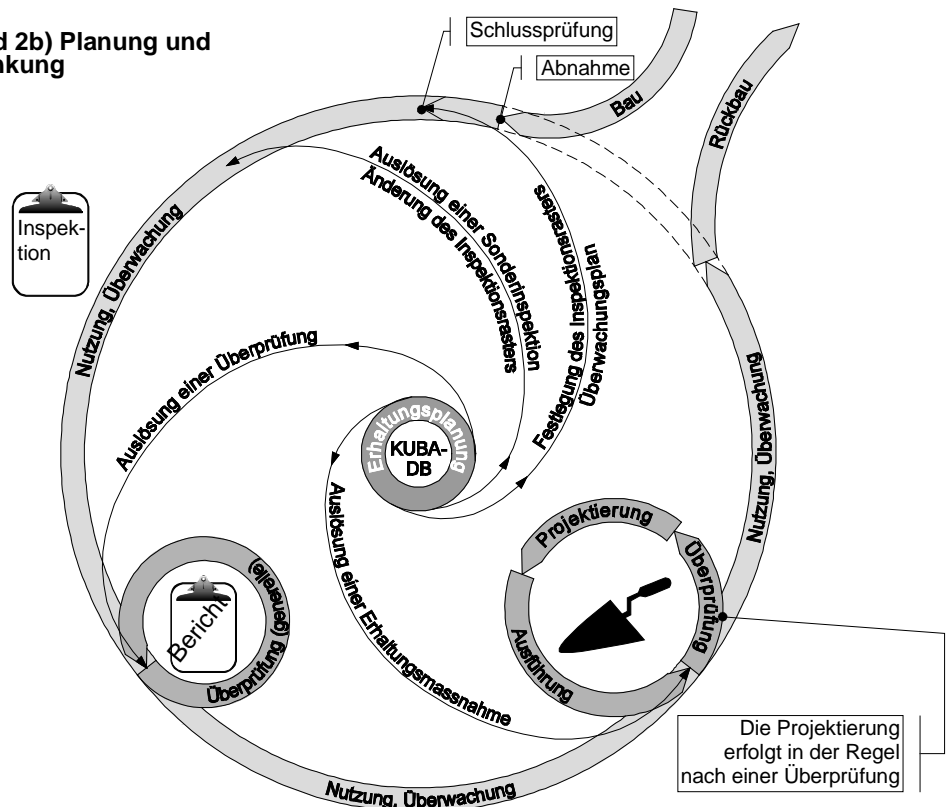 d 2b) Planung und
nkung
Schlussprüfung
Abnahme
Bau
Rückbau
Inspek-
tion
Nutzung, Überwachung
Auslösung einer Sonderinspektion
Änderung des Inspektionsrasters
Festlegung des Inspektionsrasters
Überwachungsplan
Auslösung einer Überprüfung
Erhaltungsplanung
KUBA-
DB
Nutzung, Überwachung
Auslösung einer Erhaltungsmassnahme
Projektierung
Überprüfung
Ausführung
Überprüfung (generelle)
Bericht
Die Projektierung
erfolgt in der Regel
nach einer Überprüfung
Nutzung, Überwachung